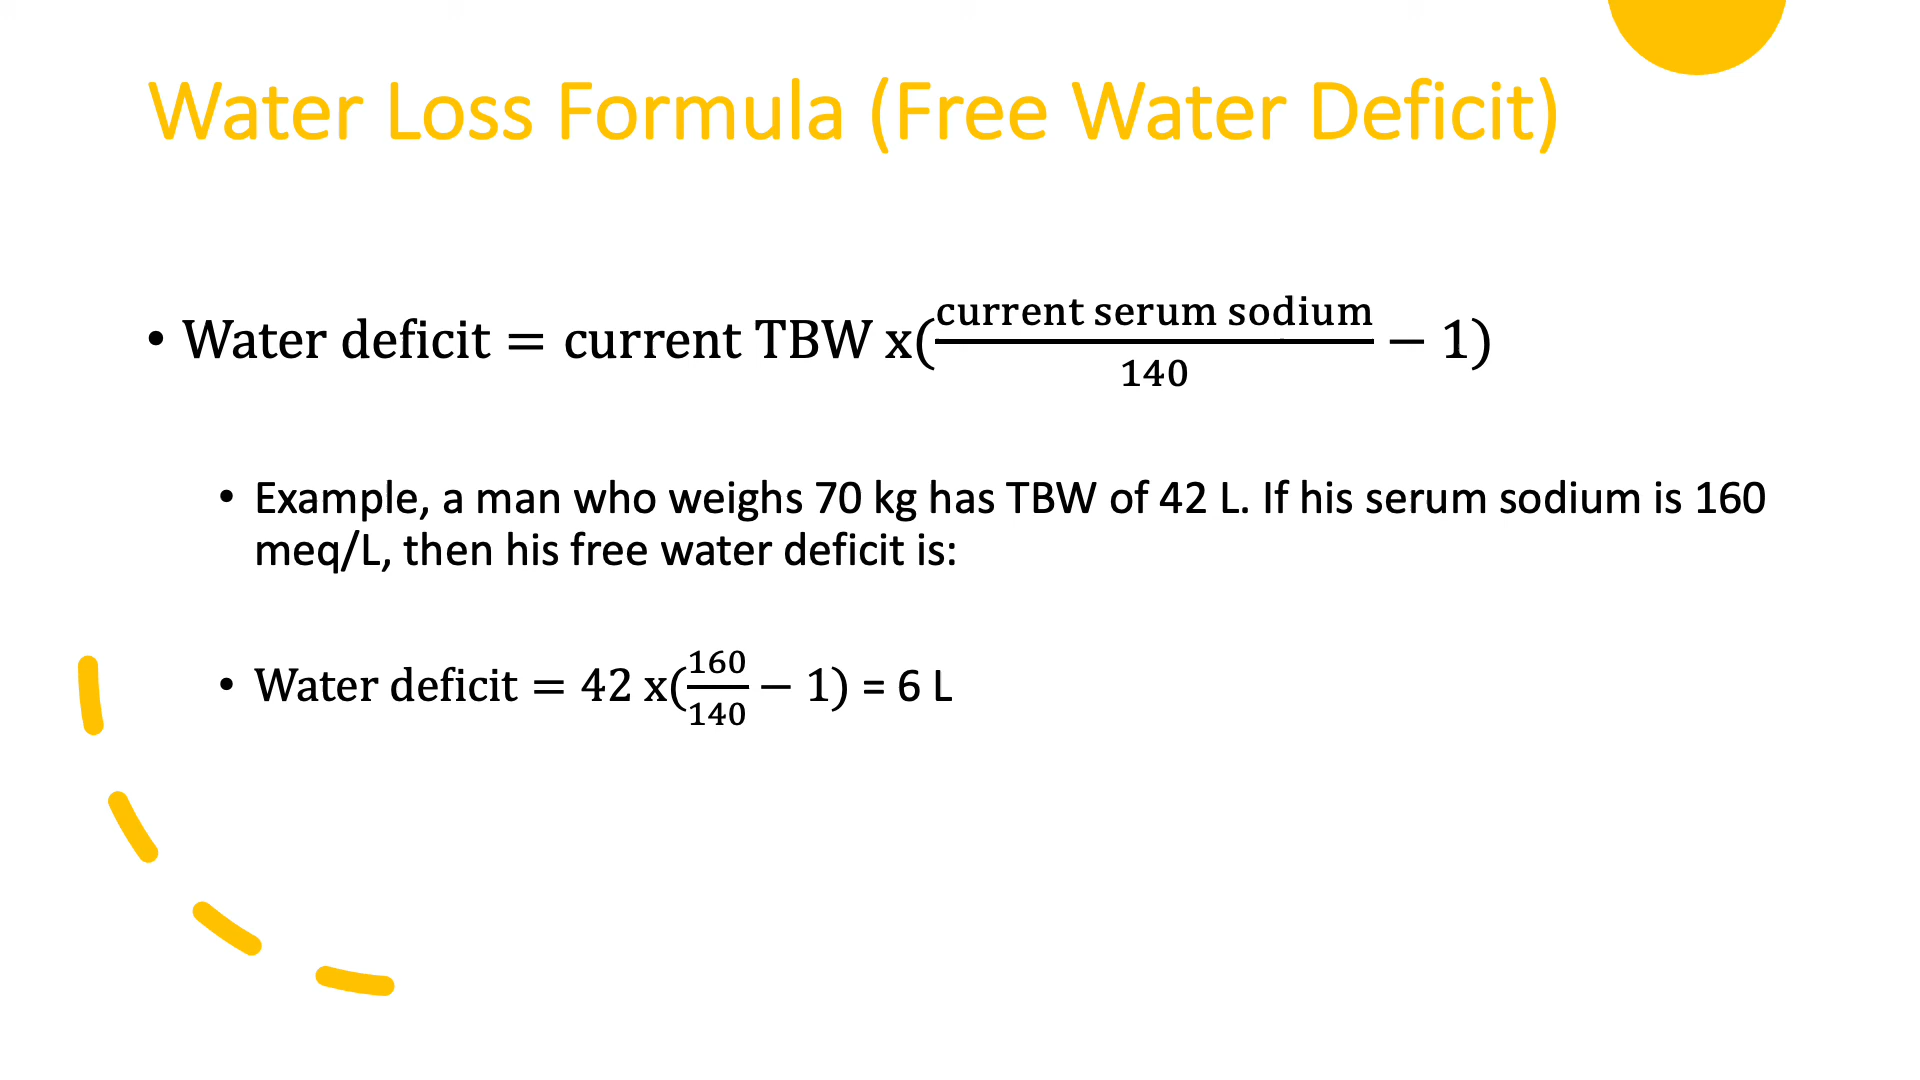 Water Loss Formula (Free Water Deficit)
• Water deficit = current TBW x(current serum sodium/140 − 1)
• Example, a man who weighs 70 kg has TBW of 42 L. If his serum sodium is 160
meq/L, then his free water deficit is:
• Water deficit = 42 x(160/140 − 1) = 6 L